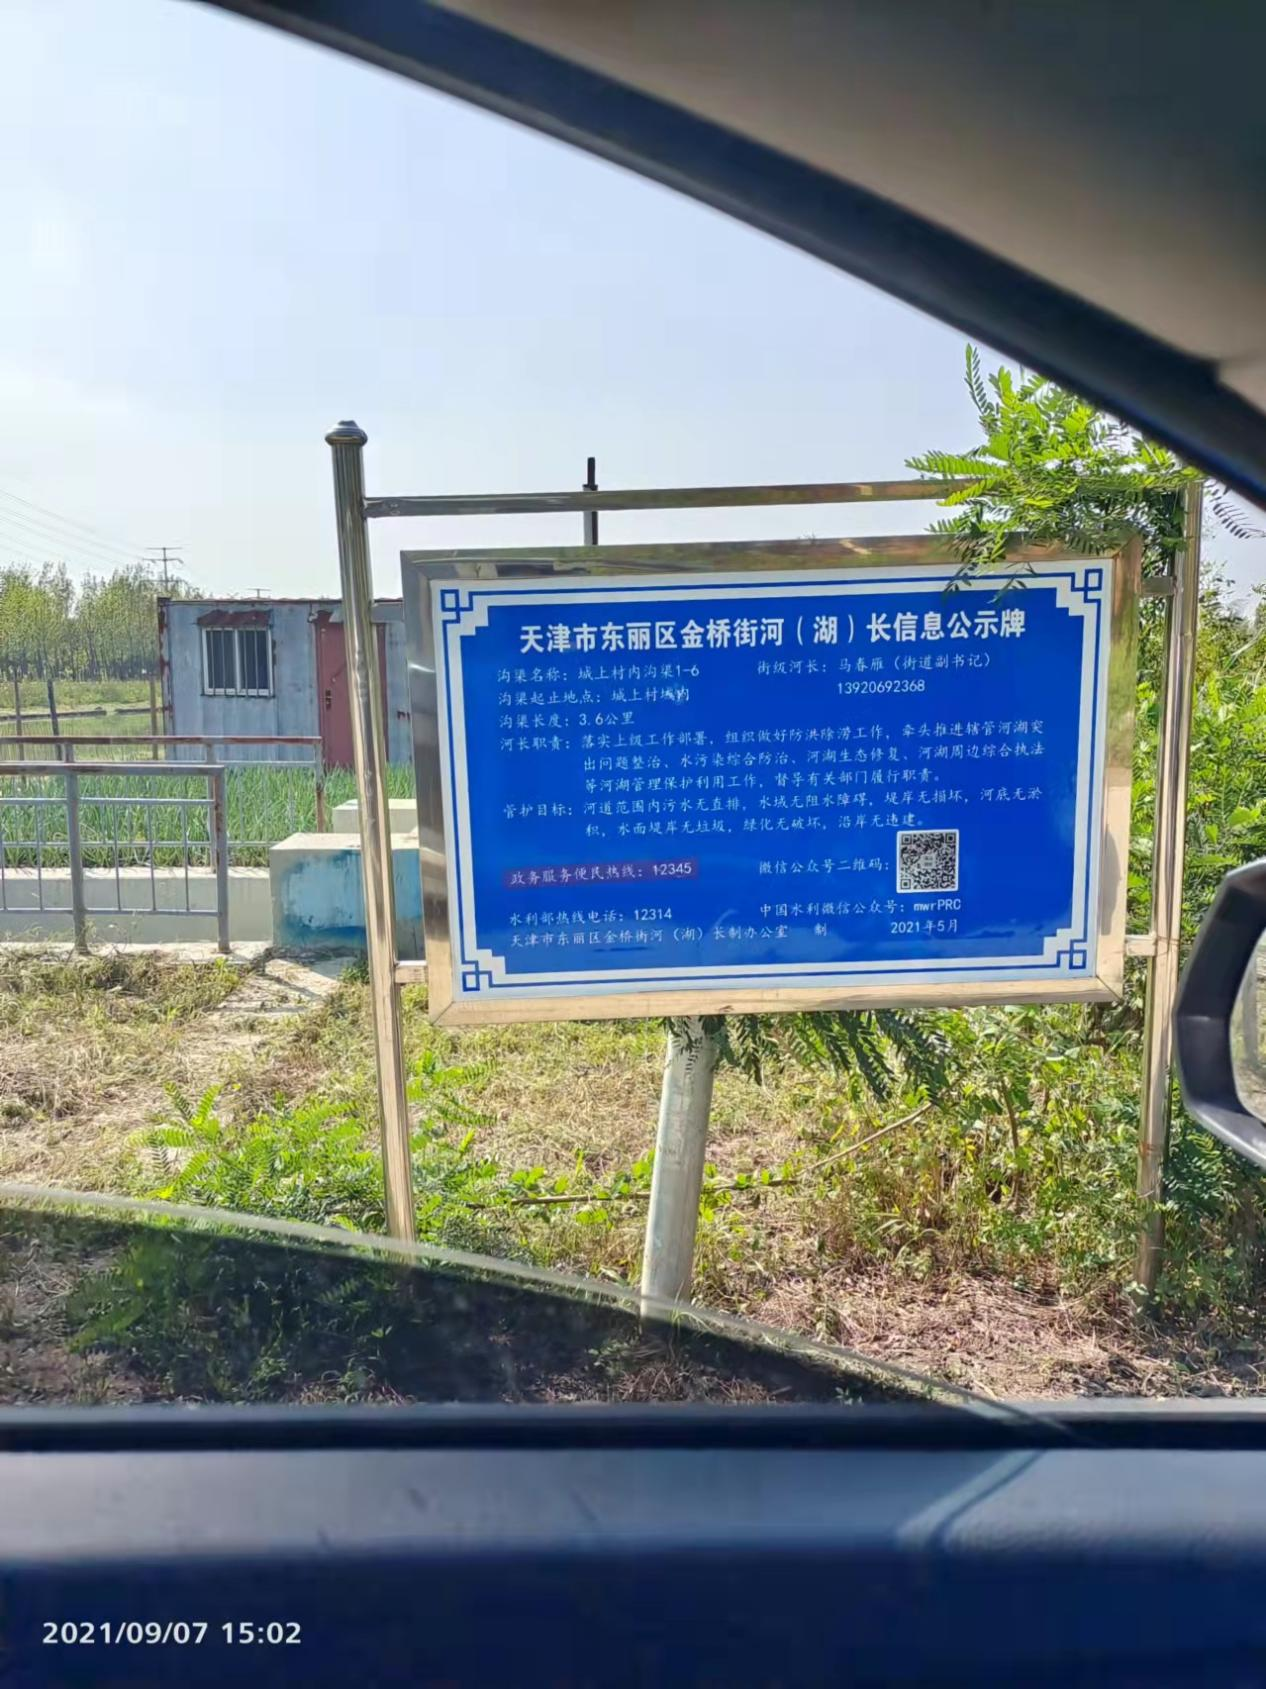 天津市东丽区金桥街河（湖）长信息公示牌
沟渠名称：城上村内沟渠1-6
街级河长：马春雁（街道副书记）
沟渠起止地点：城上村域内
13920692368
沟渠长度：3.6公里
河长职责：落实上级工作部署，组织做好防洪除涝工作，牵头推进辖管河湖突
出问题整治、水污染综合防治、河湖生态修复、河湖周边综合执法
等河湖管理保护利用工作，督导有关部门履行职责。
管护目标：河道范围内污水无直排，水域无阻水障碍，堤岸无损坏，河底无淤
积，水面堤岸无垃圾，绿化无破坏，沿岸无违建。
政务服务便民热线：12345
微信公众号二维码：
水利部热线电话：12314
中国水利微信公众号：mwrPRC
天津市东丽区金桥街河（湖）长制办公室 制
2021年5月
2021/09/07 15:02